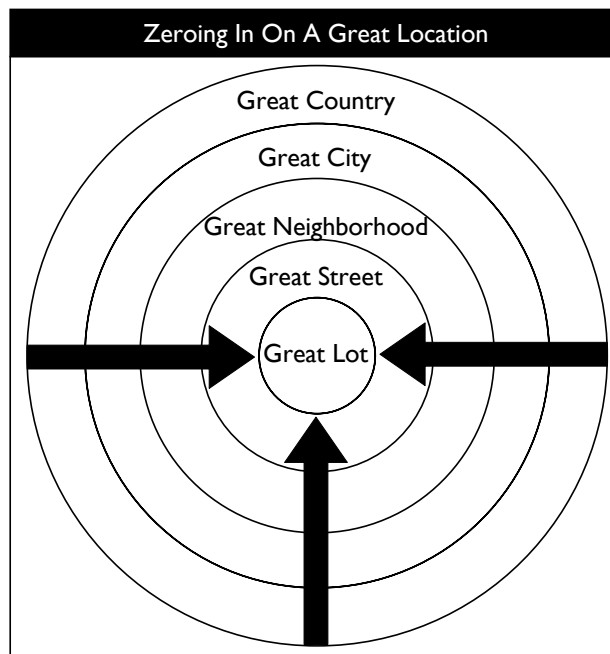 Zeroing In On A Great Location
Great Country
Great City
Great Neighborhood
Great Street
Great Lot